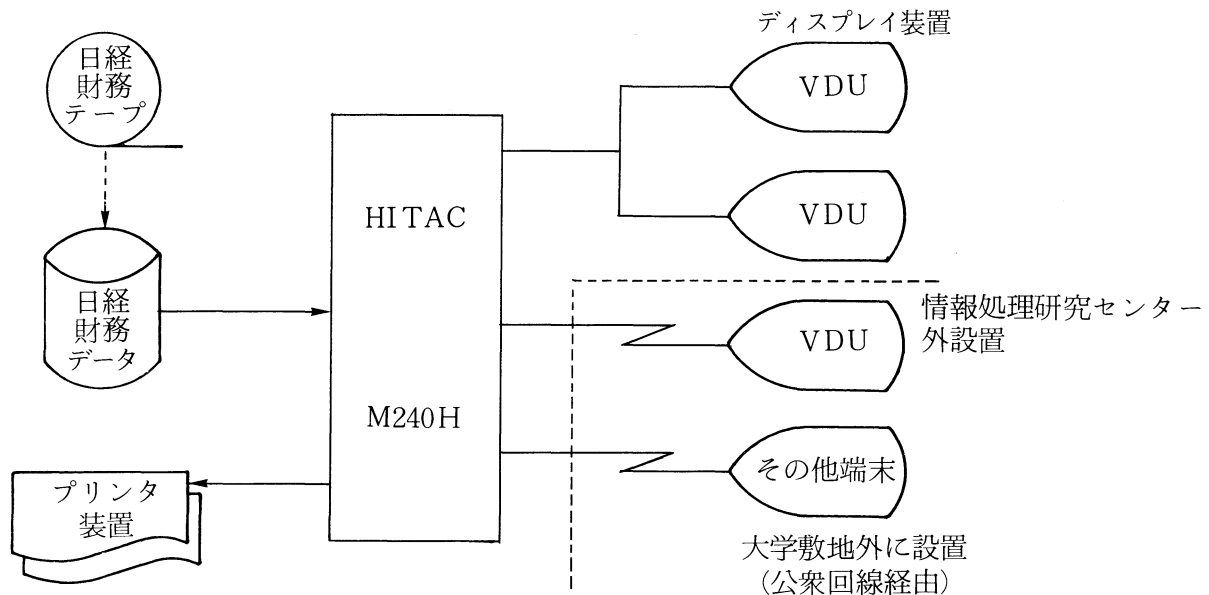 日経
財務
テープ
日経
財務
データ
プリンタ
装置
HITAC
M240H
ディスプレイ装置
VDU
VDU
情報処理研究センター
外設置
VDU
その他端末
大学敷地外に設置
(公衆回線経由)